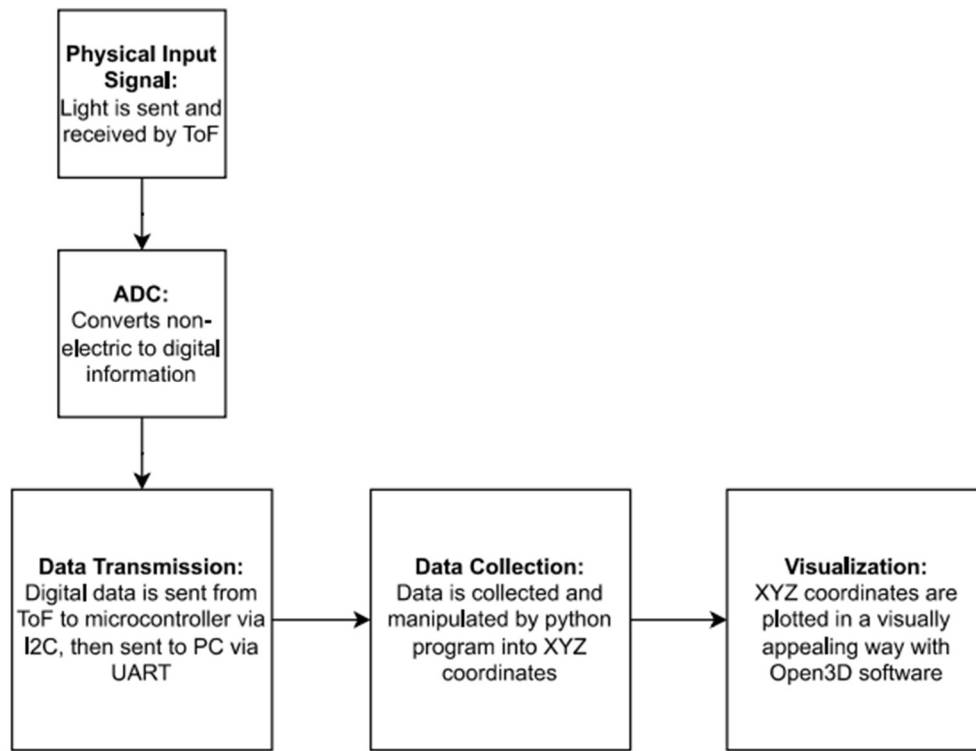 Physical Input
Signal:
Light is sent and
received by ToF
ADC:
Converts non-
electric to digital
information
Data Transmission:
Digital data is sent from
ToF to microcontroller via
I2C, then sent to PC via
UART
Data Collection:
Data is collected and
manipulated by python
program into XYZ
coordinates
Visualization:
XYZ coordinates are
plotted in a visually
appealing way with
Open3D software